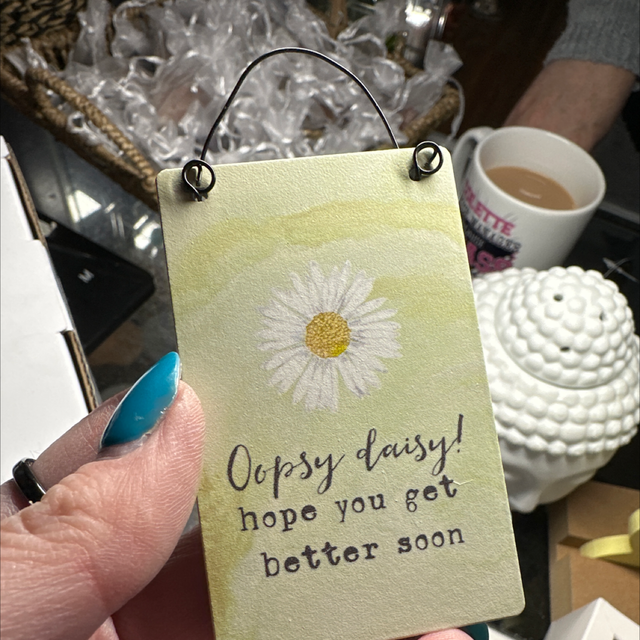 Oopsy daisy!
hope you get
better soon
M